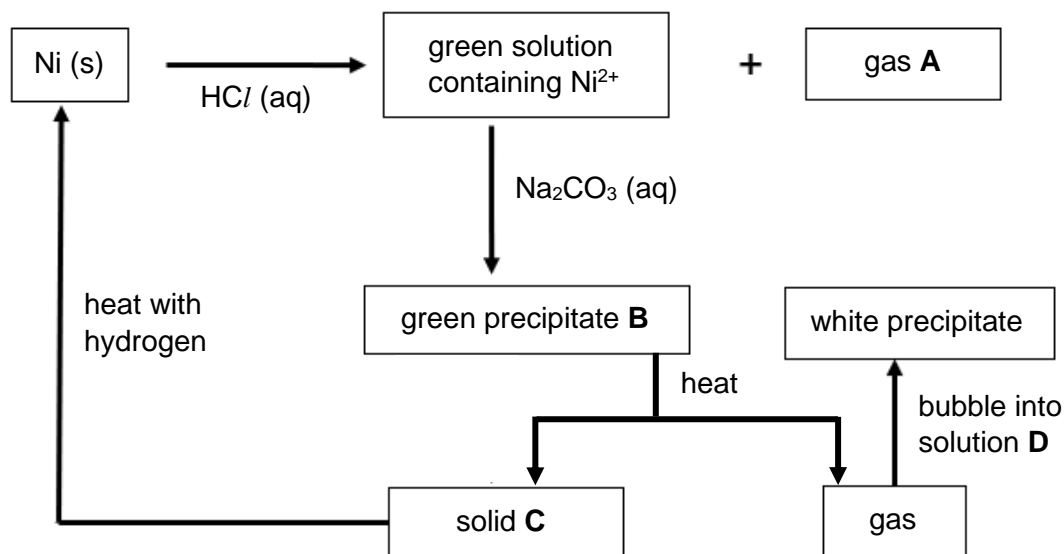 Ni (s)
HCl (aq)
green solution
containing Ni²⁺
+
gas A
Na₂CO₃ (aq)
heat with
hydrogen
green precipitate B
white precipitate
heat
bubble into
solution D
solid C
gas